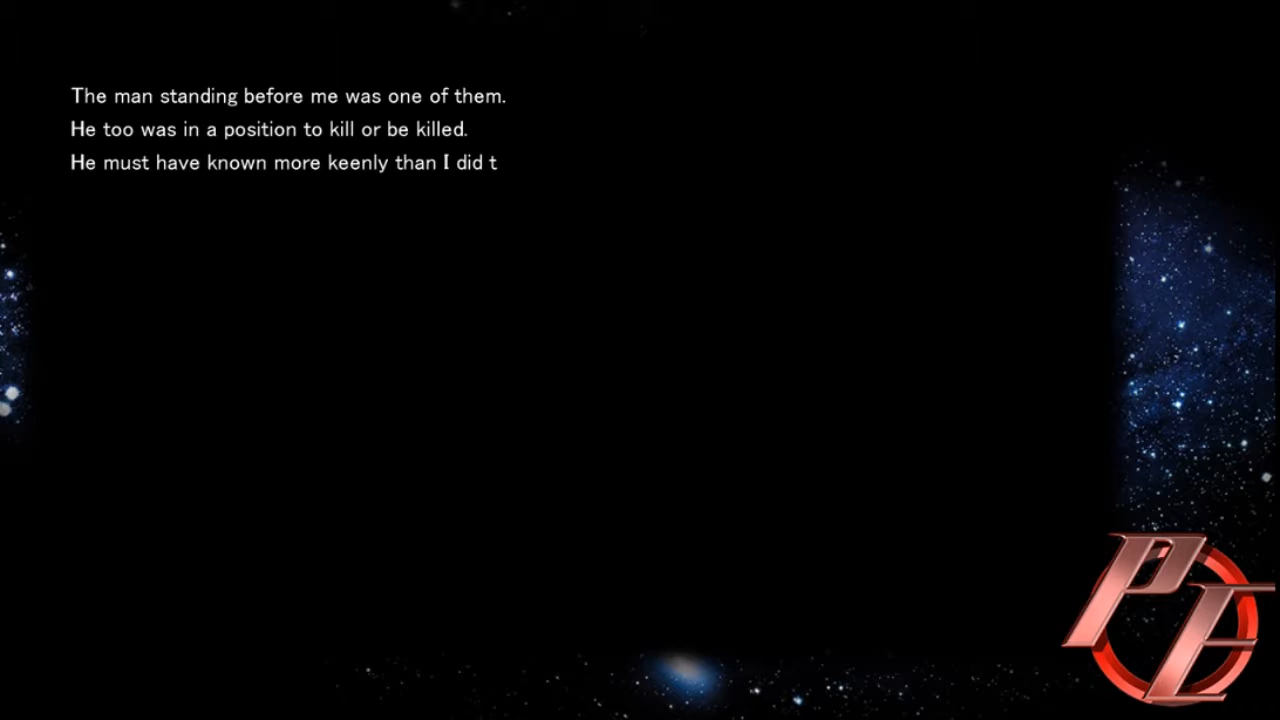 The man standing before me was one of them.
He too was in a position to kill or be killed.
He must have known more keenly than I did t
PE